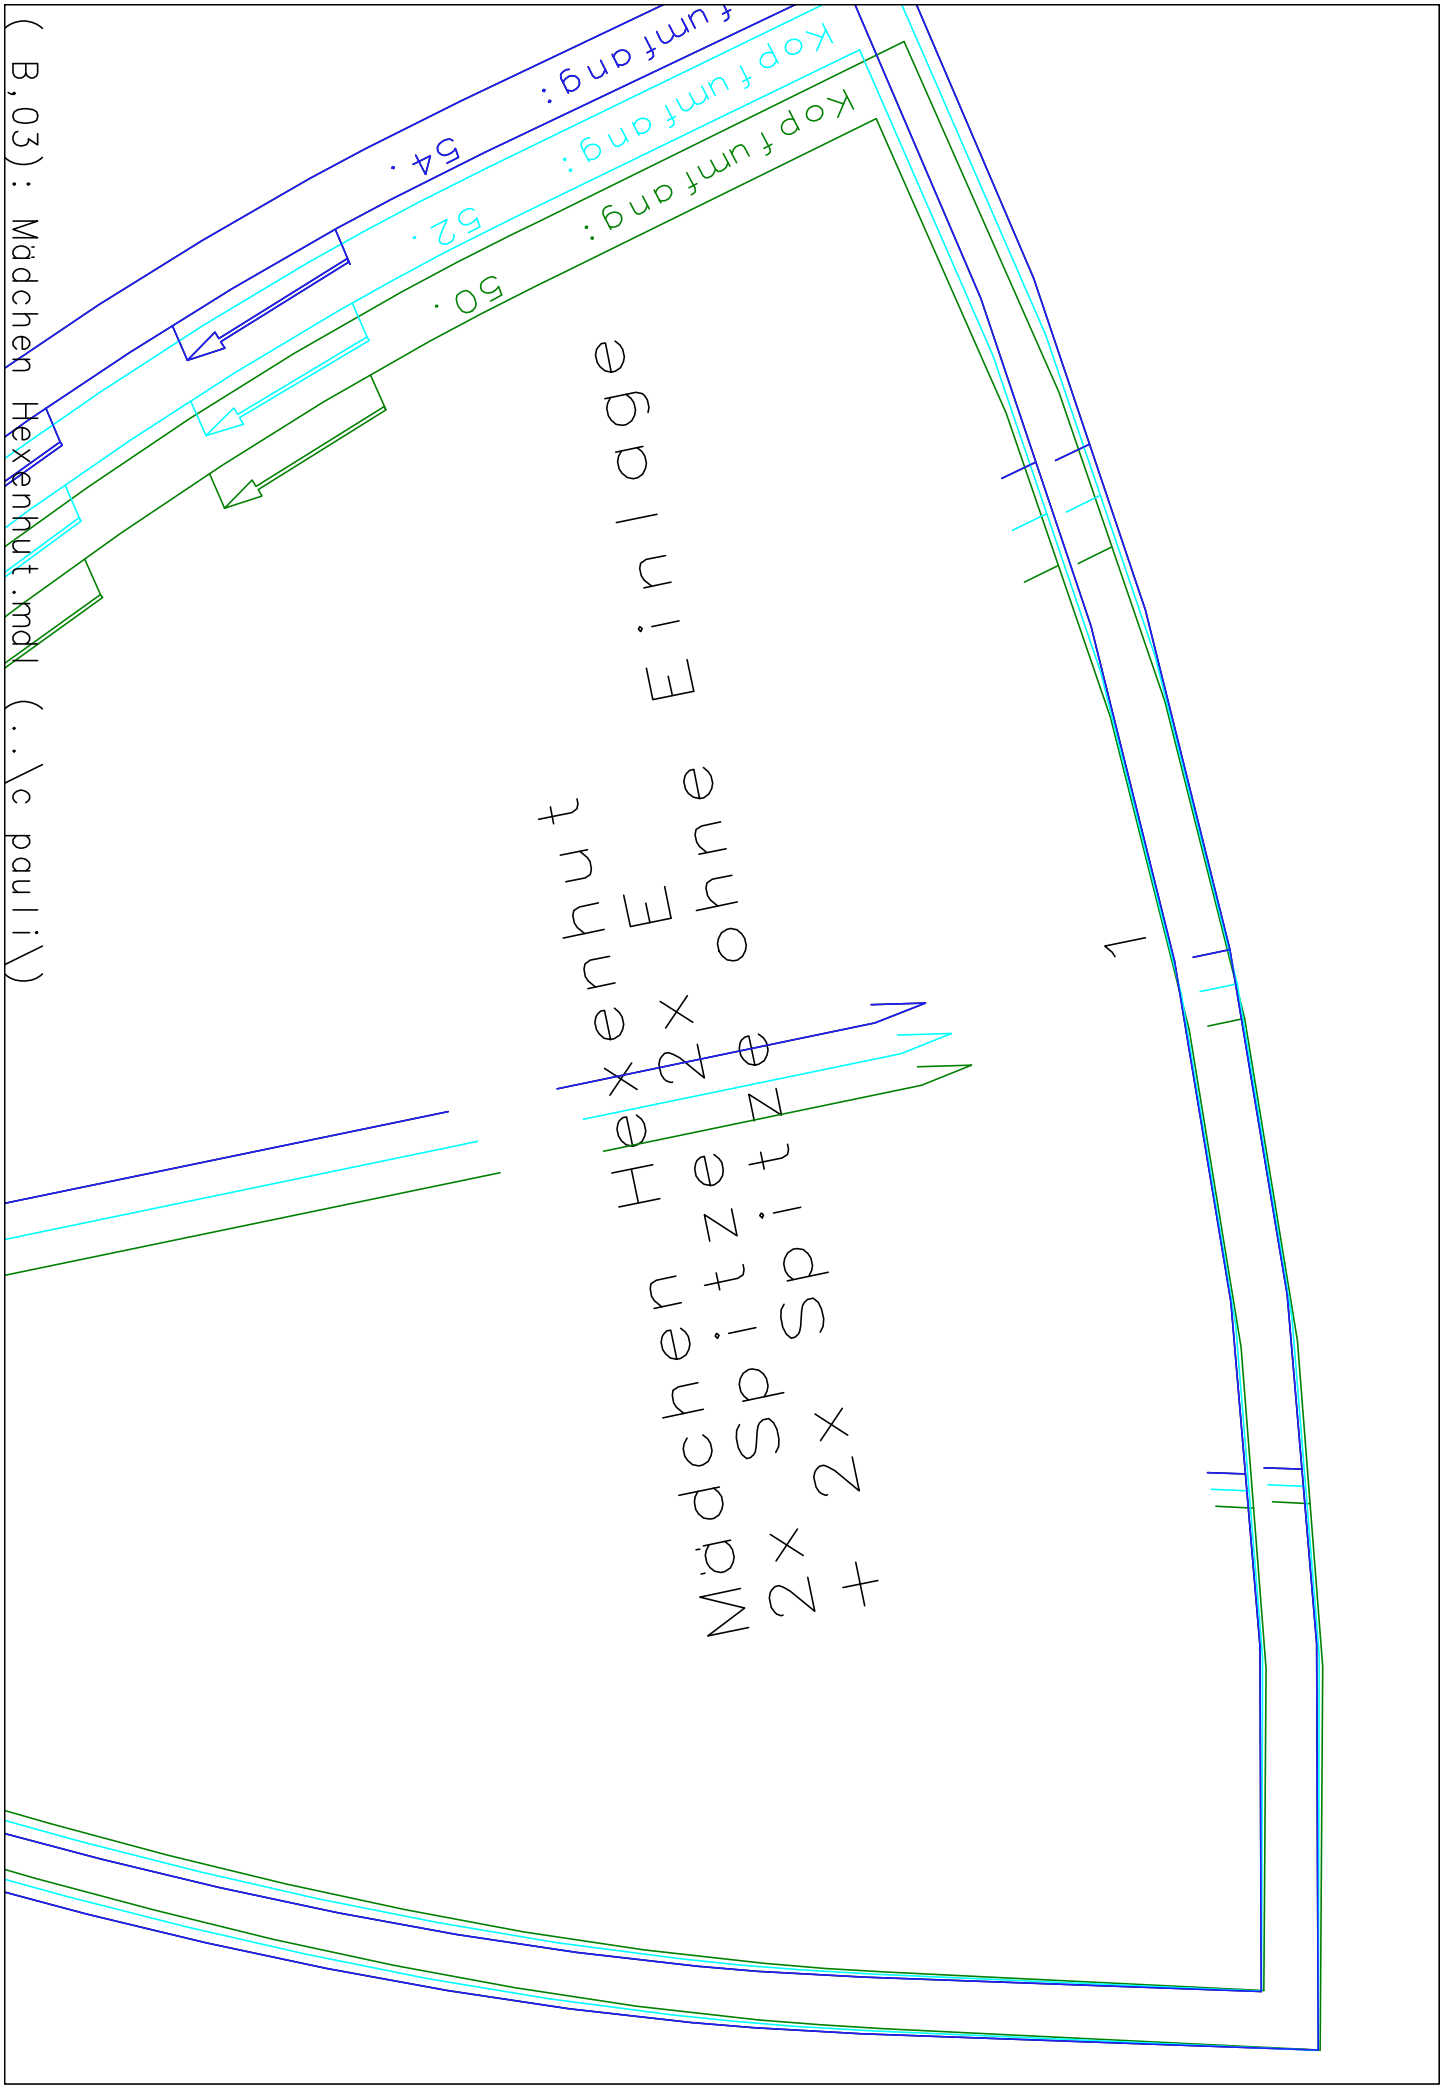 ( B,03): Mädchen Hexenhut.mdl (..\c pauli\)
fumfang: 54.
Kopfumfang: 52.
Kopfumfang: 50.
Mädchen Hexenhut
Spitze 2x E
2x Spitze ohne Einlage
+ 2x
1